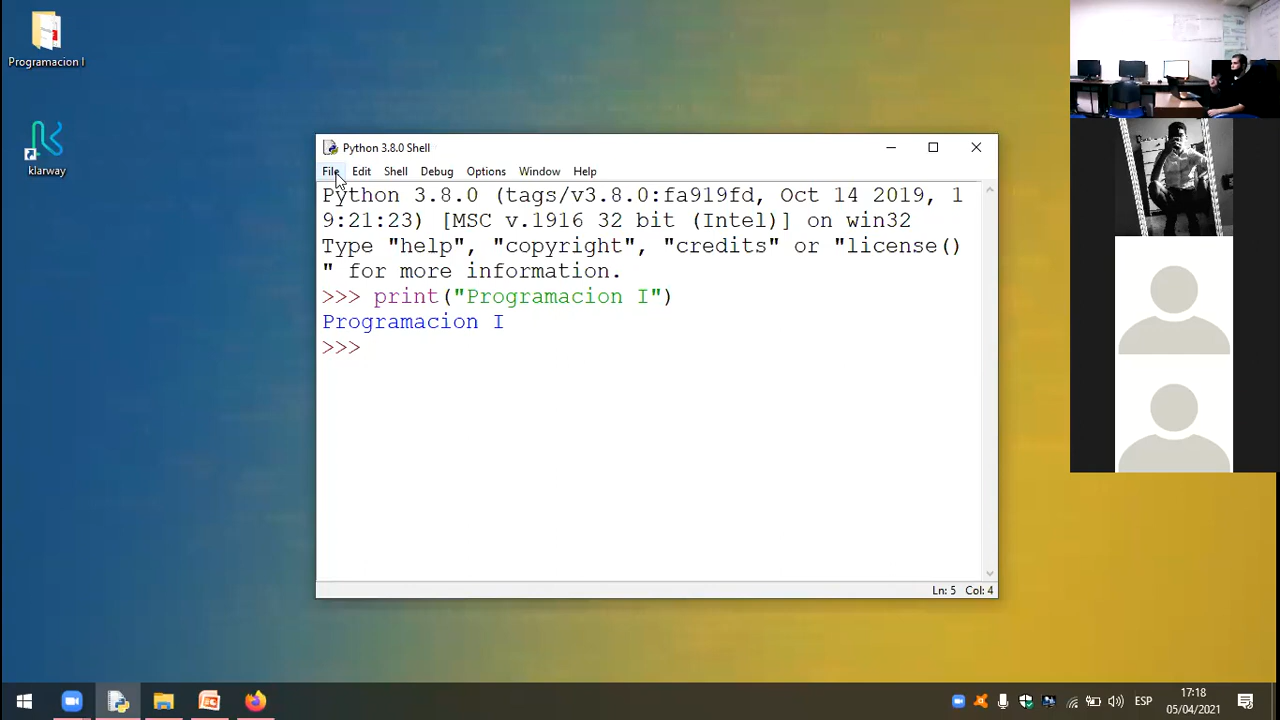 Programacion I
klarway
Python 3.8.0 Shell
File Edit Shell Debug Options Window Help
Python 3.8.0 (tags/v3.8.0:fa919fd, Oct 14 2019, 1
9:21:23) [MSC v.1916 32 bit (Intel)] on win32
Type "help", "copyright", "credits" or "license()
" for more information.
>>> print("Programacion I")
Programacion I
>>>
Ln: 5 Col: 4
ESP
17:18
05/04/2021